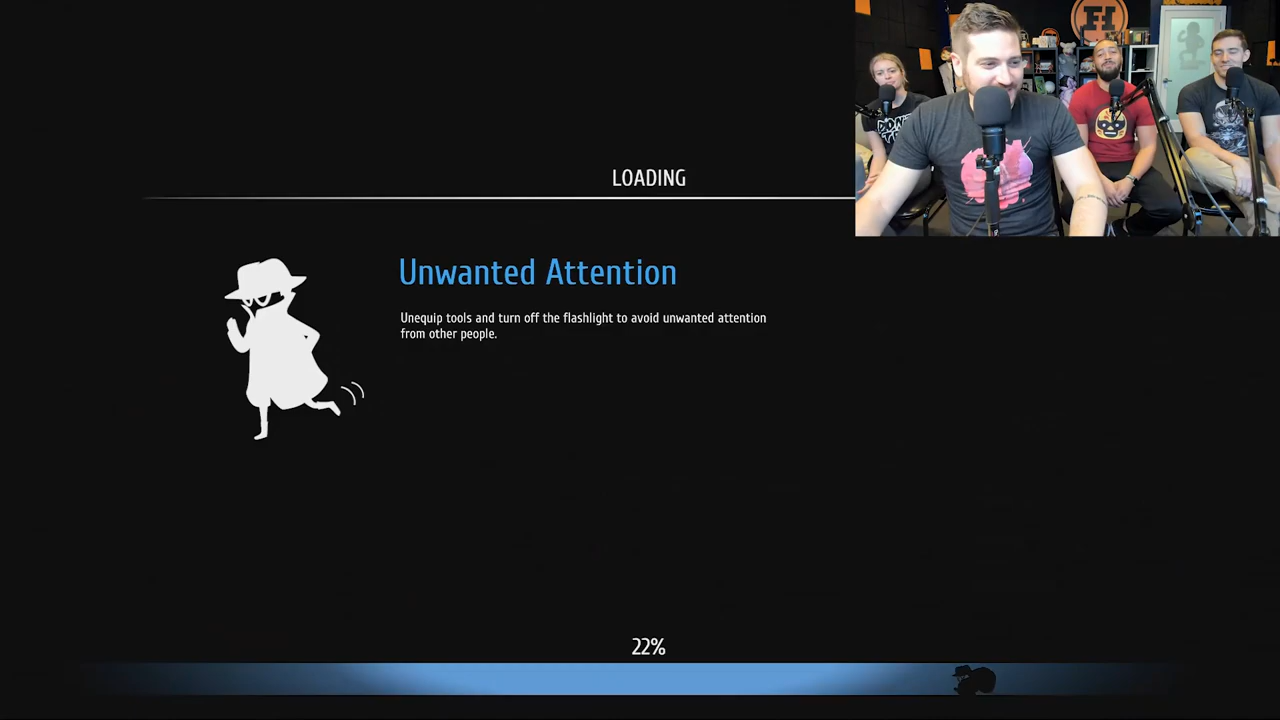 LOADING
Unwanted Attention
Unequip tools and turn off the flashlight to avoid unwanted attention
from other people.
22%